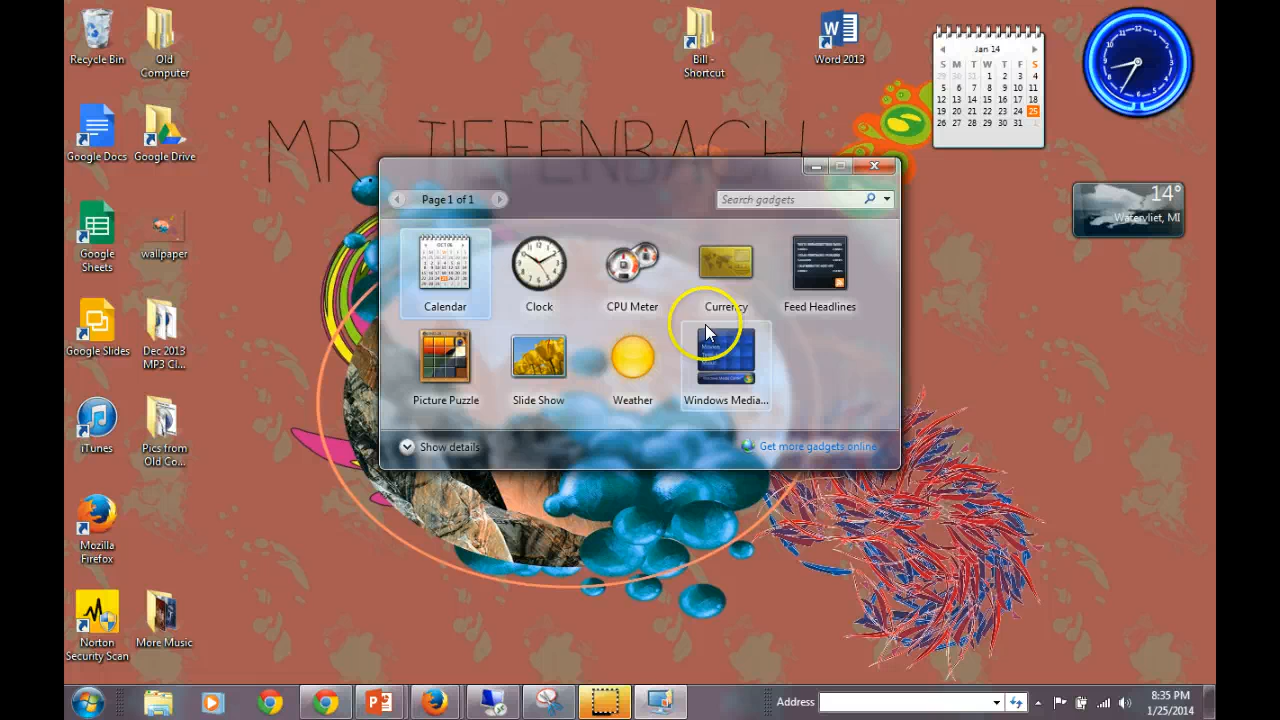 Recycle Bin
Old
Computer
Bill -
Shortcut
Word 2013
Jan 14
S M T W T F S
29 30 31 1 2 3 4
5 6 7 8 9 10 11
12 13 14 15 16 17 18
19 20 21 22 23 24 25
26 27 28 29 30 31 1
12
Google Docs
Google Drive
MR TIEFENBACH
14°
Watervliet, MI
Page 1 of 1
Search gadgets
Google
Sheets
wallpaper
Calendar
Clock
CPU Meter
Currency
Feed Headlines
Google Slides
Dec 2013
MP3 Cl...
Picture Puzzle
Slide Show
Weather
Windows Media...
iTunes
Pics from
Old Co...
Show details
Get more gadgets online
Mozilla
Firefox
Norton
Security Scan
More Music
Address
8:35 PM
1/25/2014